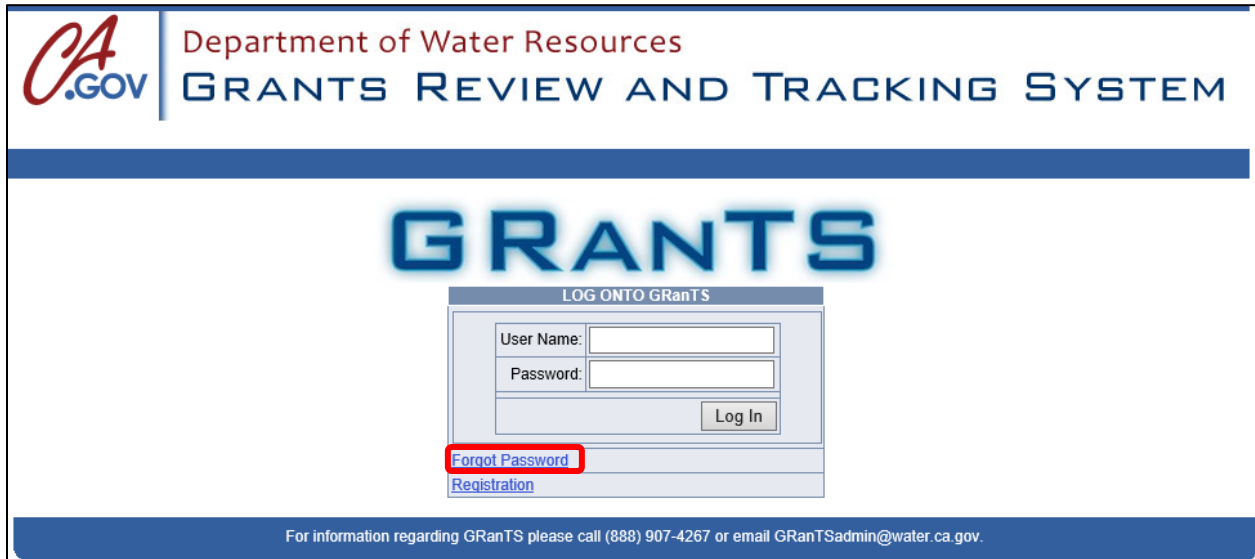 CA.GOV
Department of Water Resources
GRANTS REVIEW AND TRACKING SYSTEM
GRANTS
LOG ONTO GRanTS
User Name:
Password:
Log In
Forgot Password
Registration
For information regarding GRanTS please call (888) 907-4267 or email GRanTSadmin@water.ca.gov.